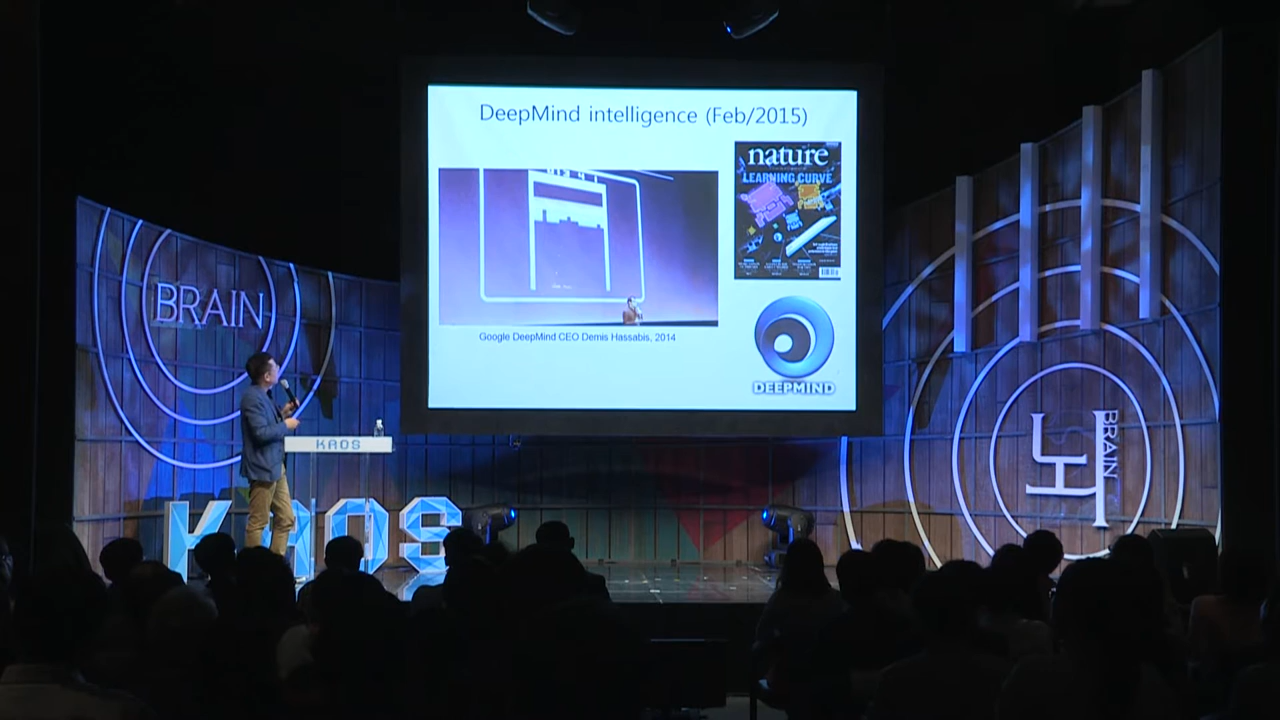 DeepMind intelligence (Feb/2015)
nature
LEARNING CURVE
Google DeepMind CEO Demis Hassabis, 2014
DEEPMIND
BRAIN
KAOS
KAOS
뇌
BRAIN